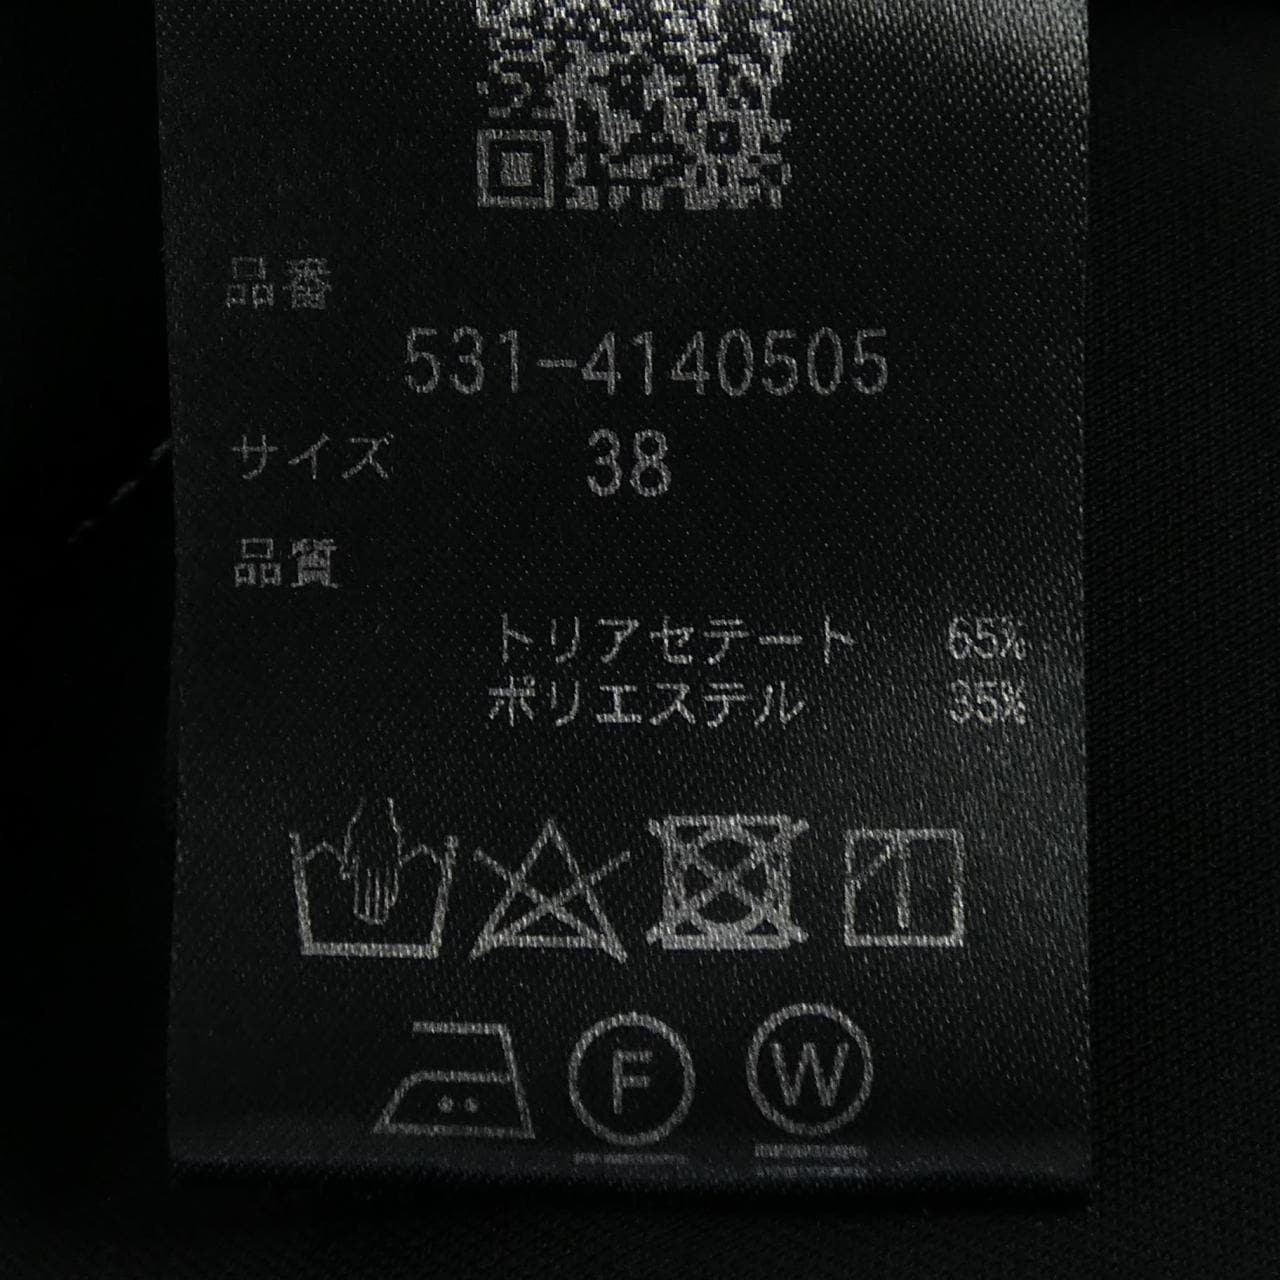 品番
531-4140505
サイズ 38
品質
トリアセテート 65%
ポリエステル 35%
F W